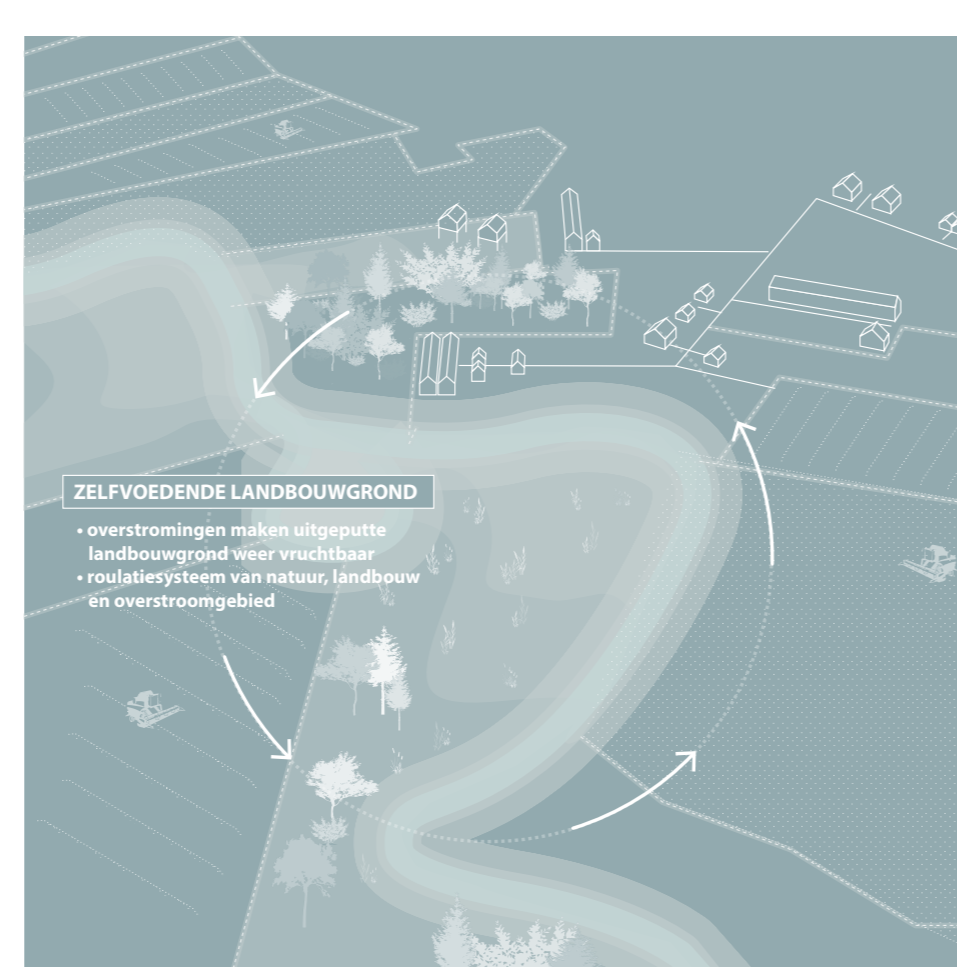 ZELFVOEDENDE LANDBOUWGROND
• overstromingen maken uitgeputte
landbouwgrond weer vruchtbaar
• roulatiesysteem van natuur, landbouw
en overstroomgebied